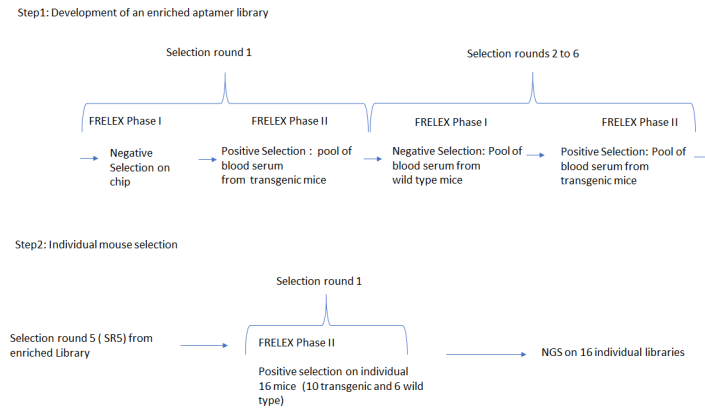 Step1: Development of an enriched aptamer library
Selection round 1
Selection rounds 2 to 6
FRELEX Phase I
FRELEX Phase II
FRELEX Phase I
FRELEX Phase II
Negative
Selection on
chip
Positive Selection : pool of
blood serum
from transgenic mice
Negative Selection: Pool of
blood serum from
wild type mice
Positive Selection: Pool of
blood serum from
transgenic mice
Step2: Individual mouse selection
Selection round 1
Selection round 5 ( SR5) from
enriched Library
FRELEX Phase II
Positive selection on individual
16 mice (10 transgenic and 6 wild
type)
NGS on 16 individual libraries